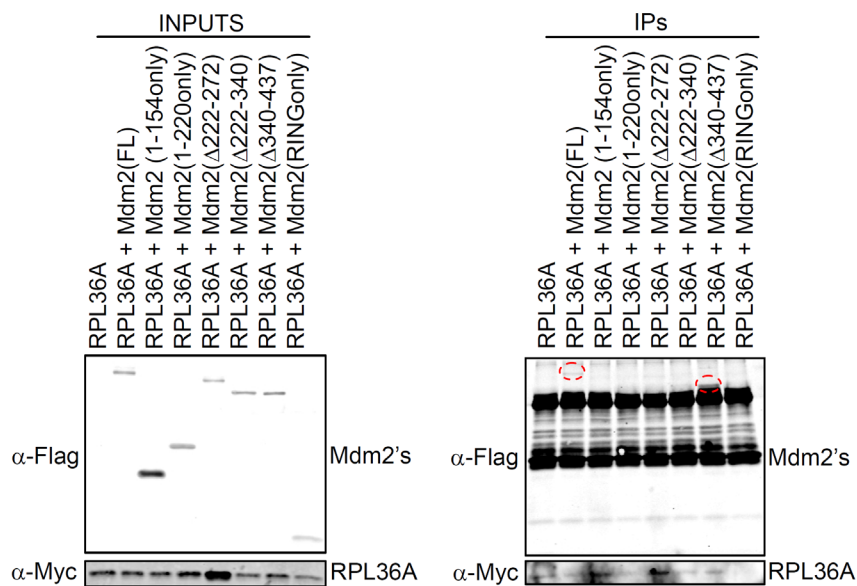 INPUTS
RPL36A
RPL36A + Mdm2(FL)
RPL36A + Mdm2 (1-154only)
RPL36A + Mdm2(1-220only)
RPL36A + Mdm2(Δ222-272)
RPL36A + Mdm2(Δ222-340)
RPL36A + Mdm2(Δ340-437)
RPL36A + Mdm2(RINGonly)
α-Flag
Mdm2's
α-Myc
RPL36A
IPs
RPL36A
RPL36A + Mdm2(FL)
RPL36A + Mdm2 (1-154only)
RPL36A + Mdm2(1-220only)
RPL36A + Mdm2(Δ222-272)
RPL36A + Mdm2(Δ222-340)
RPL36A + Mdm2(Δ340-437)
RPL36A + Mdm2(RINGonly)
α-Flag
Mdm2's
α-Myc
RPL36A